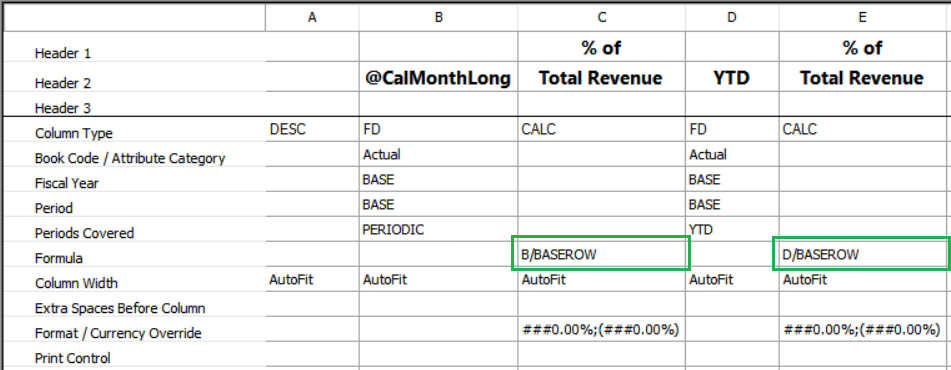 A B C D E
Header 1 % of % of
Header 2 @CalMonthLong Total Revenue YTD Total Revenue
Header 3
Column Type DESC FD CALC FD CALC
Book Code / Attribute Category Actual Actual
Fiscal Year BASE BASE
Period BASE BASE
Periods Covered PERIODIC YTD
Formula B/BASEROW D/BASEROW
Column Width AutoFit AutoFit AutoFit AutoFit AutoFit
Extra Spaces Before Column
Format / Currency Override ###0.00%;(###0.00%) ###0.00%;(###0.00%)
Print Control